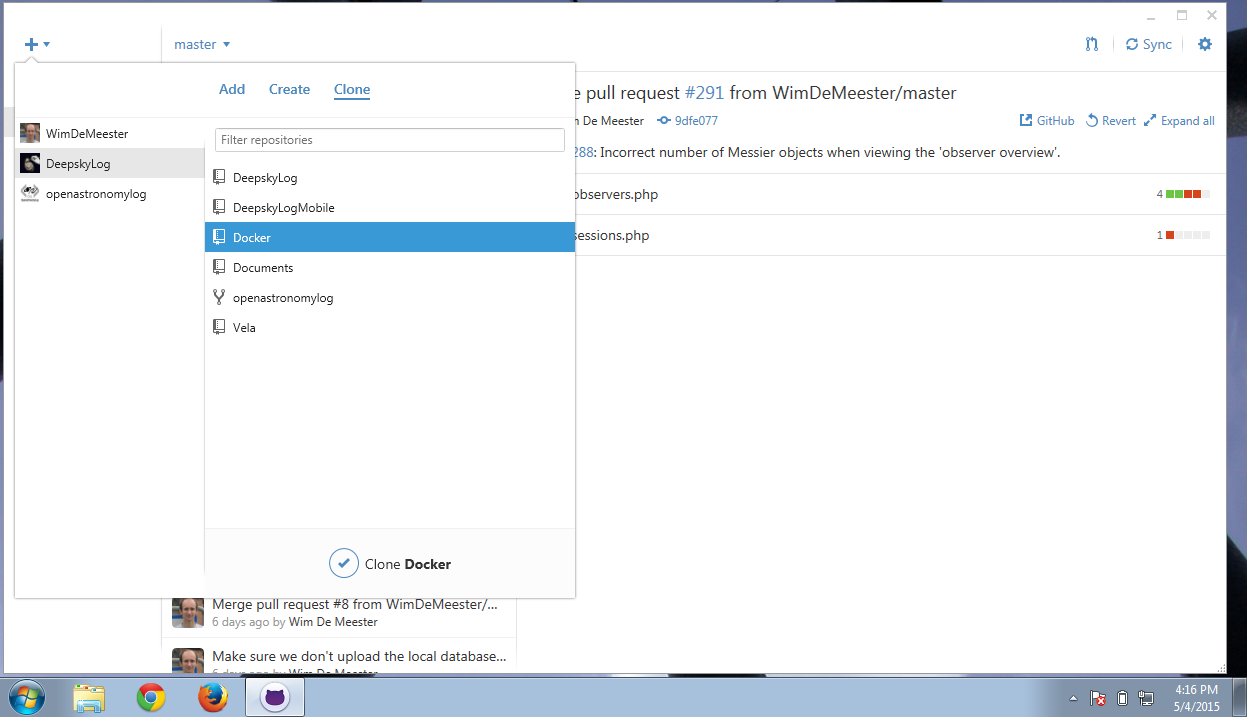 master
Sync
Add Create Clone
WimDeMeester
DeepskyLog
openastronomylog
Filter repositories
DeepskyLog
DeepskyLogMobile
Docker
Documents
openastronomylog
Vela
Clone Docker
pull request #291 from WimDeMeester/master
De Meester 9dfe077
GitHub Revert Expand all
288: Incorrect number of Messier objects when viewing the 'observer overview'.
observers.php 4
sessions.php 1
Merge pull request #8 from WimDeMeester/...
6 days ago by Wim De Meester
Make sure we don't upload the local database...
6 days ago by Wim De Meester
4:16 PM
5/4/2015